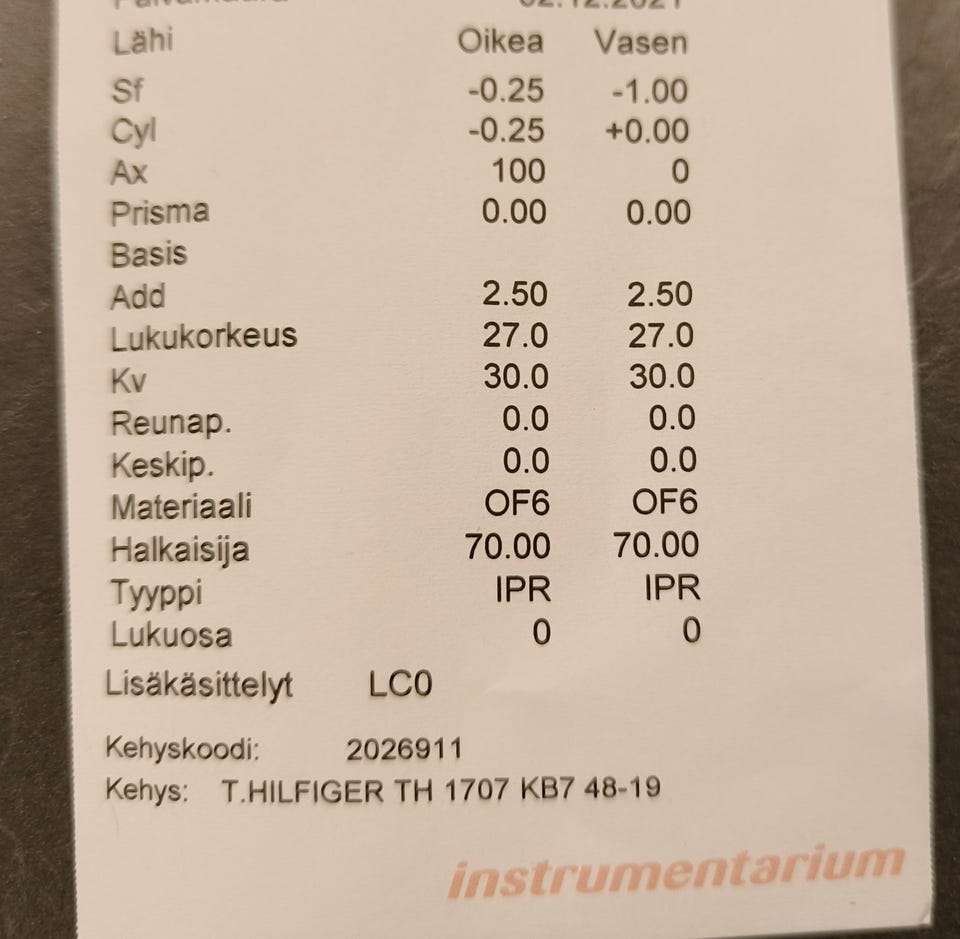 Lähi Oikea Vasen
Sf -0.25 -1.00
Cyl -0.25 +0.00
Ax 100 0
Prisma 0.00 0.00
Basis
Add 2.50 2.50
Lukukorkeus 27.0 27.0
Kv 30.0 30.0
Reunap. 0.0 0.0
Keskip. 0.0 0.0
Materiaali OF6 OF6
Halkaisija 70.00 70.00
Tyyppi IPR IPR
Lukuosa 0 0
Lisäkäsittelyt LC0
Kehyskoodi: 2026911
Kehys: T.HILFIGER TH 1707 KB7 48-19
instrumentarium